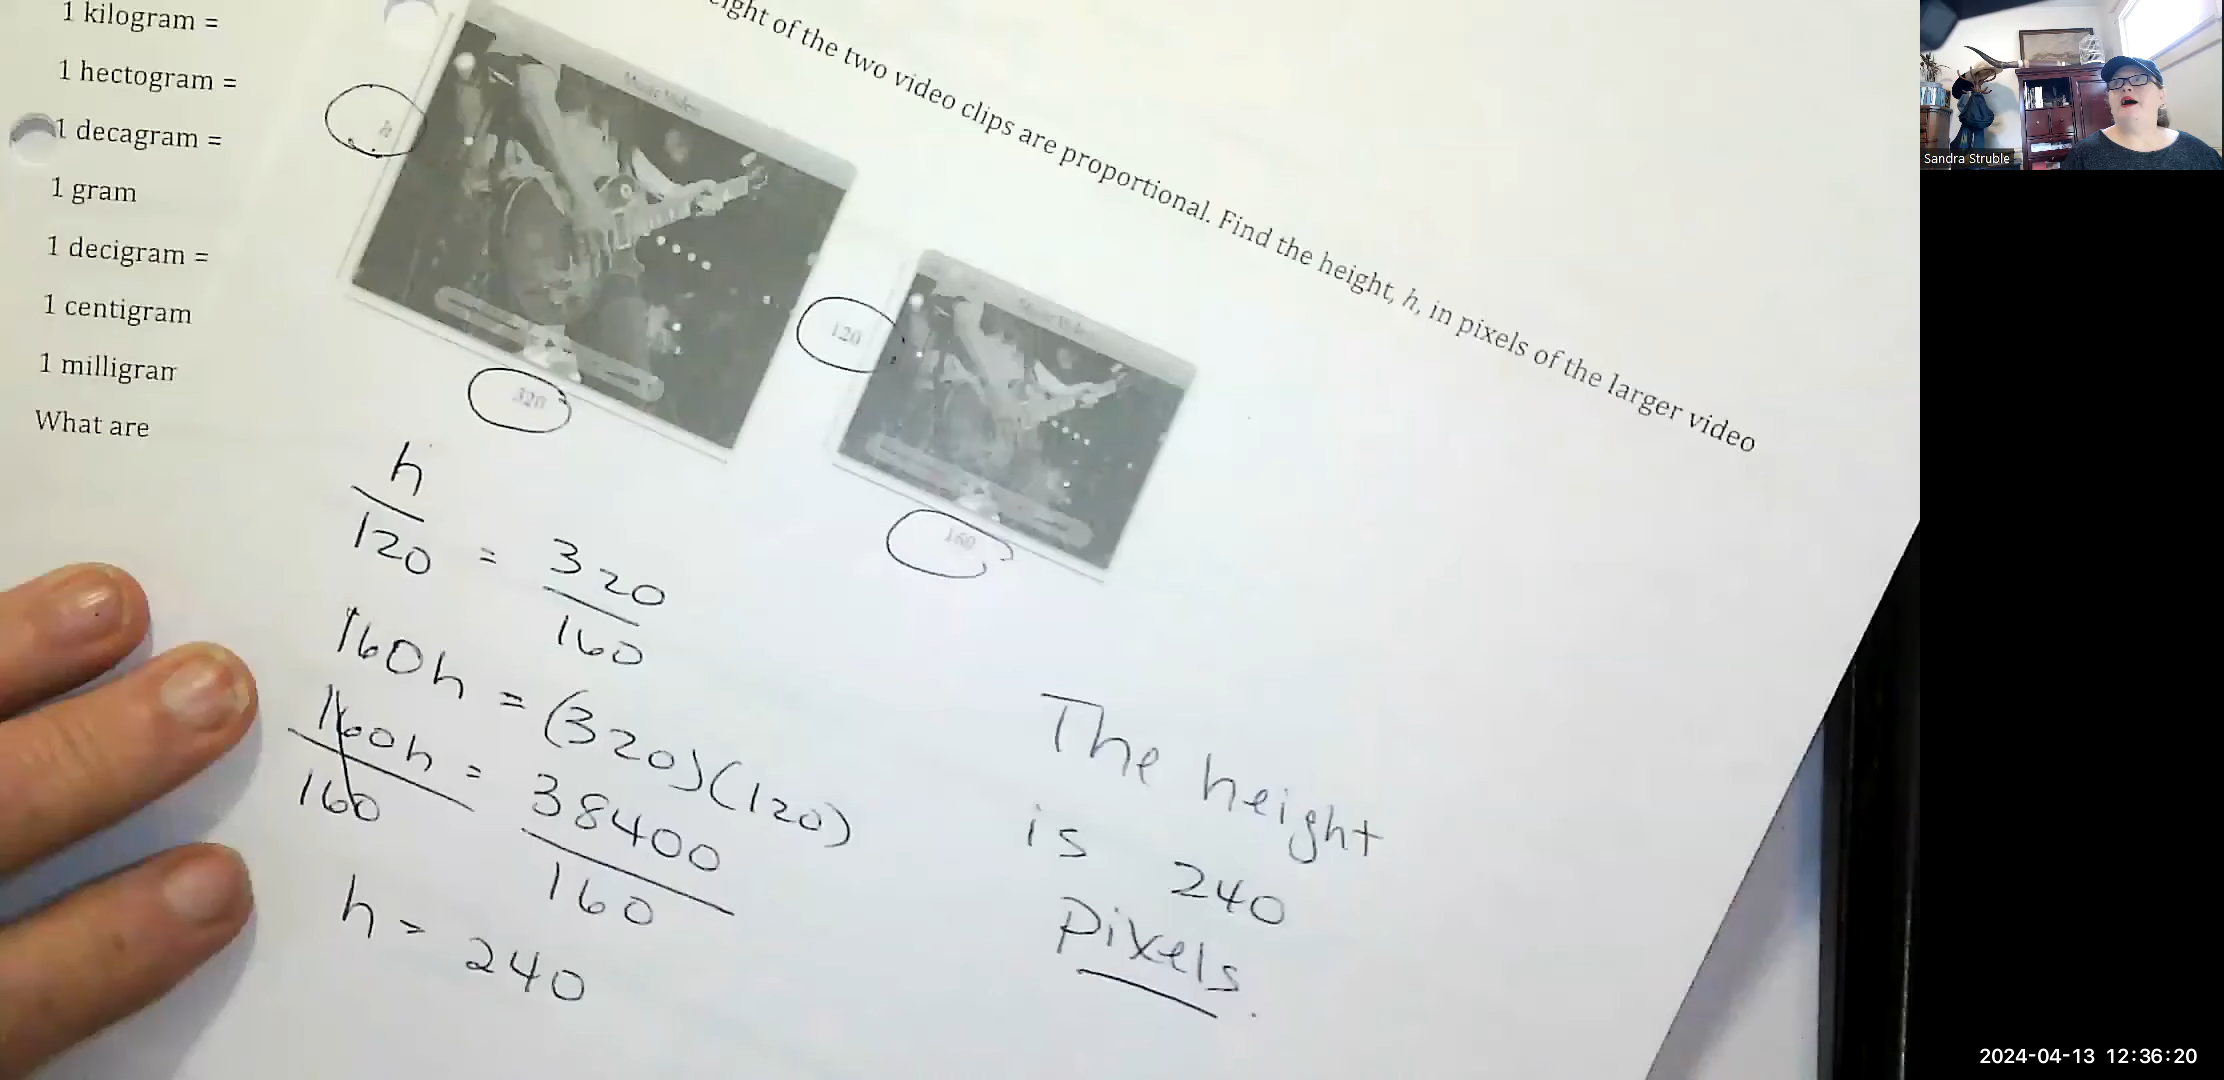 1 kilogram =
1 hectogram =
1 decagram =
1 gram
1 decigram =
1 centigram
1 milligram
What are
eight of the two video clips are proportional. Find the height, h, in pixels of the larger video
h
320
120
160
h
120
=
320
160
160h = (320)(120)
160h
160
=
38400
160
h = 240
The height
is 240
pixels.
Sandra Struble
2024-04-13 12:36:20